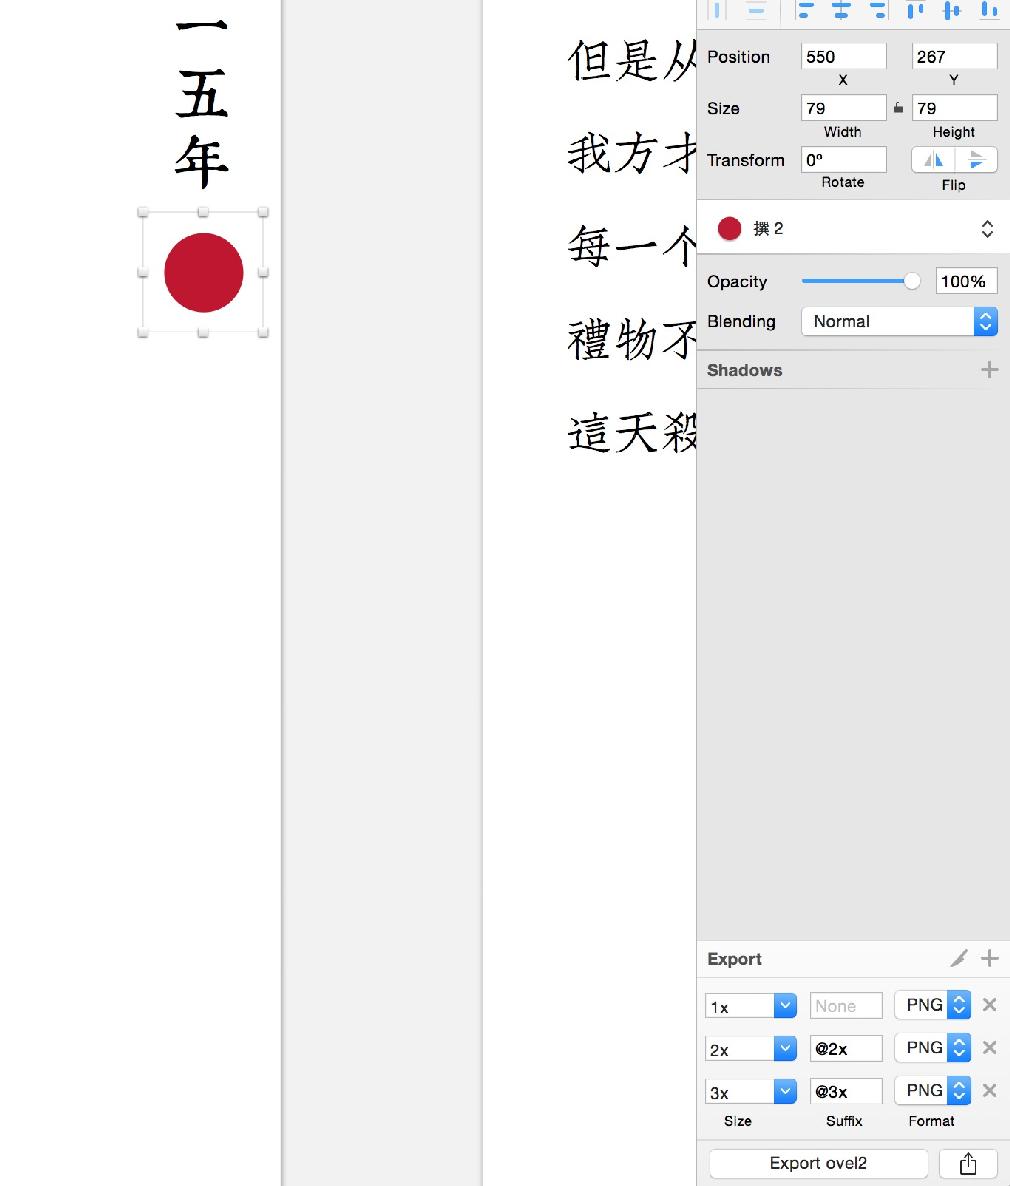 一
五
年
但是从
我方才
每一个
禮物不
這天殺
Position
550
267
X
Y
Size
79
79
Width
Height
Transform
0º
Rotate
Flip
撰 2
Opacity
100%
Blending
Normal
Shadows
Export
1x
None
PNG
2x
@2x
PNG
3x
@3x
PNG
Size
Suffix
Format
Export ovel2